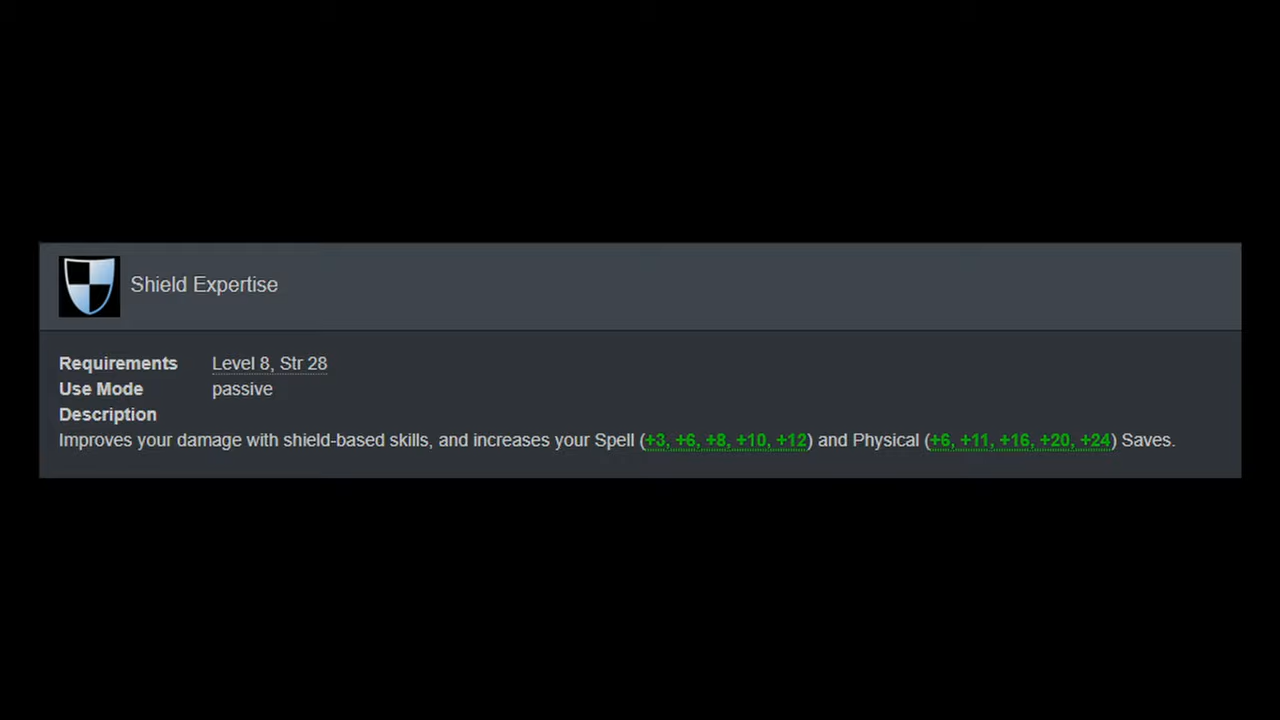 Shield Expertise
Requirements Level 8, Str 28
Use Mode passive
Description
Improves your damage with shield-based skills, and increases your Spell (+3, +6, +8, +10, +12) and Physical (+6, +11, +16, +20, +24) Saves.